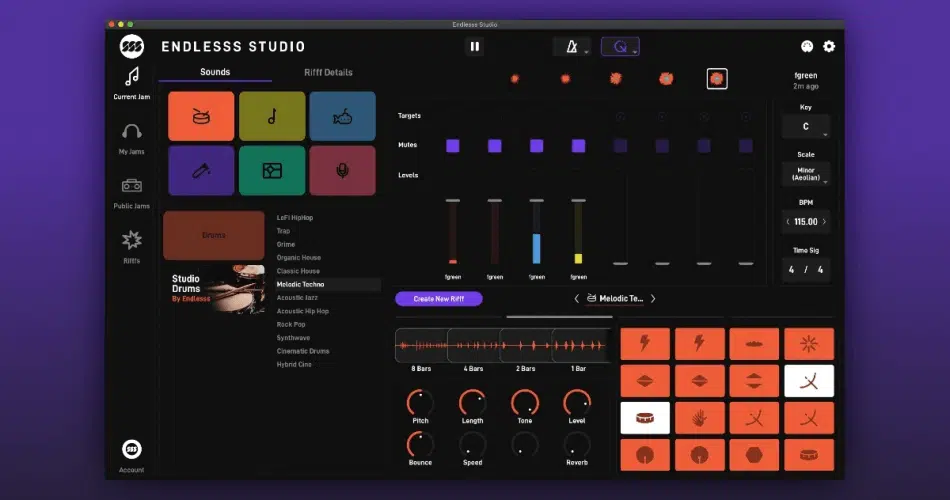 Endlesss Studio
ENDLESSS STUDIO
Current Jam
My Jams
Public Jams
Rifffs
Account
Sounds
Rifff Details
Drums
Studio
Drums
By Endlesss
LoFi HipHop
Trap
Grime
Organic House
Classic House
Melodic Techno
Acoustic Jazz
Acoustic Hip Hop
Rock Pop
Synthwave
Cinematic Drums
Hybrid Cine
Targets
Mutes
Levels
fgreen
fgreen
fgreen
fgreen
fgreen
2m ago
Key
C
Scale
Minor
(Aeolian)
BPM
115.00
Time Sig
4 / 4
Create New Rifff
Melodic Te...
8 Bars
4 Bars
2 Bars
1 Bar
Pitch
Length
Tone
Level
Bounce
Speed
Reverb